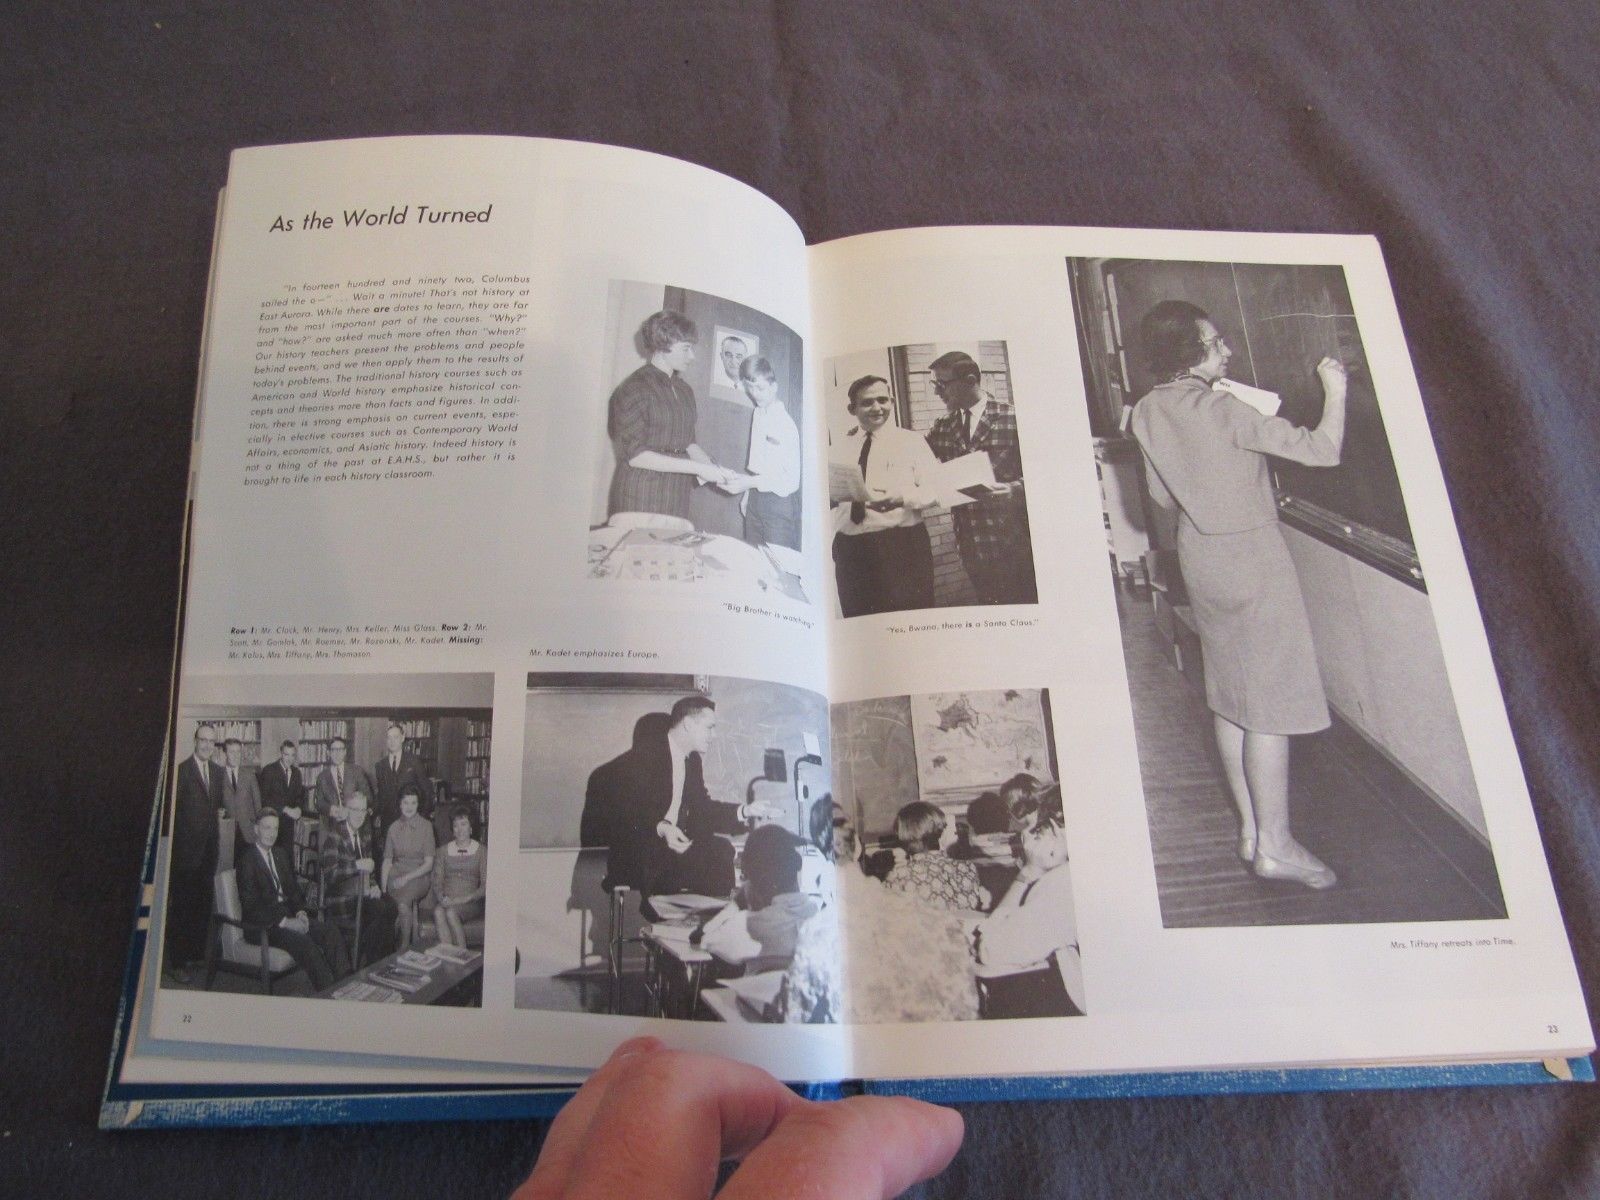 As the World Turned
"In fourteen hundred and ninety two, Columbus
sailed the o—" ... Wait a minute! That's not history at
East Aurora. While there are dates to learn, they are far
from the most important part of the courses. "Why?"
and "how?" are asked much more often than "when?"
Our history teachers present the problems and people
behind events, and we then apply them to the results of
today's problems. The traditional history courses such as
American and World history emphasize historical con-
cepts and theories more than facts and figures. In addi-
tion, there is strong emphasis on current events, espe-
cially in elective courses such as Contemporary World
Affairs, economics, and Asiatic history. Indeed history is
not a thing of the past at E.A.H.S., but rather it is
brought to life in each history classroom.
"Big Brother is watching."
Row 1: Mr. Clock, Mr. Henry, Mrs. Keller, Miss Glass. Row 2: Mr.
Scott, Mr. Gomlak, Mr. Roemer, Mr. Rozonski, Mr. Kadet. Missing:
Mr. Kalos, Mrs. Tiffany, Mrs. Thomason.
Mr. Kadet emphasizes Europe.
22
"Yes, Bwana, there is a Santa Claus."
Mrs. Tiffany retreats into Time.
23